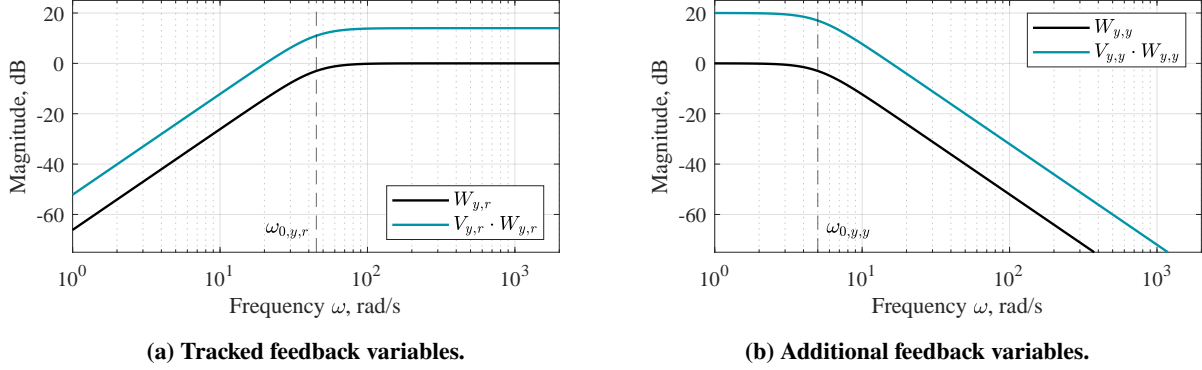 20
0
-20
-40
-60
Magnitude, dB
W_{y,r}
V_{y,r} · W_{y,r}
ω_{0,y,r}
10^0
10^1
10^2
10^3
Frequency ω, rad/s
(a) Tracked feedback variables.
20
0
-20
-40
-60
Magnitude, dB
W_{y,y}
V_{y,y} · W_{y,y}
ω_{0,y,y}
10^0
10^1
10^2
10^3
Frequency ω, rad/s
(b) Additional feedback variables.